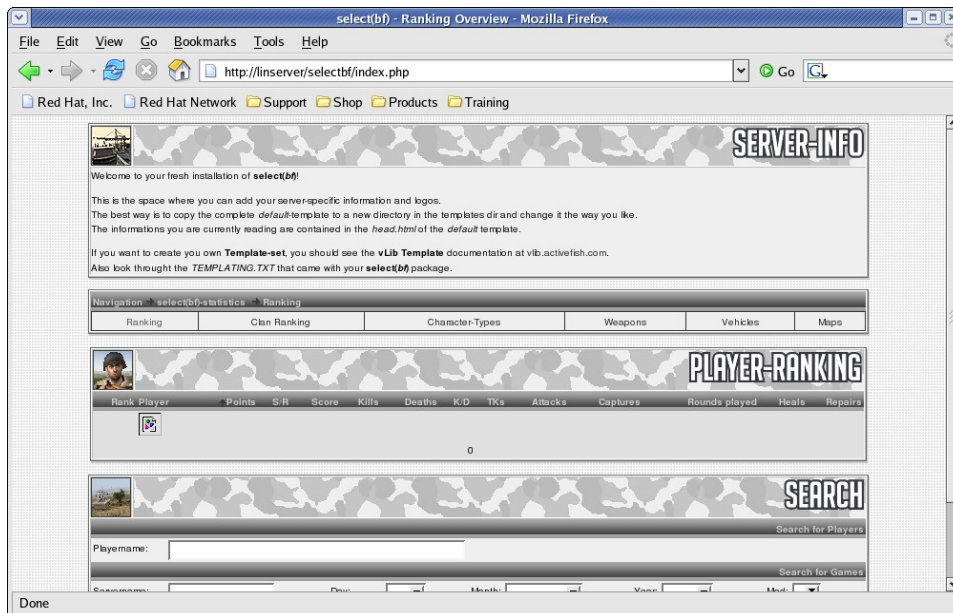 select(bf) - Ranking Overview - Mozilla Firefox
File Edit View Go Bookmarks Tools Help
http://linserver/selectbf/index.php Go G
Red Hat, Inc. Red Hat Network Support Shop Products Training
SERVER-INFO
Welcome to your fresh installation of select(bf)!
This is the space where you can add your server-specific information and logos.
The best way is to copy the complete default-template to a new directory in the templates dir and change it the way you like.
The informations you are currently reading are contained in the head.html of the default template.
If you want to create you own Template-set, you should see the vLib Template documentation at vlib.activefish.com.
Also look throught the TEMPLATING.TXT that came with your select(bf) package.
Navigation select(bf)-statistics Ranking
Ranking Clan Ranking Character-Types Weapons Vehicles Maps
PLAYER-RANKING
Rank Player Points S/R Score Kills Deaths K/D TKs Attacks Captures Rounds played Heals Repairs
0
SEARCH
Search for Players
Playername:
Search for Games
Servername: Day: Month: Year: Mod:
Done